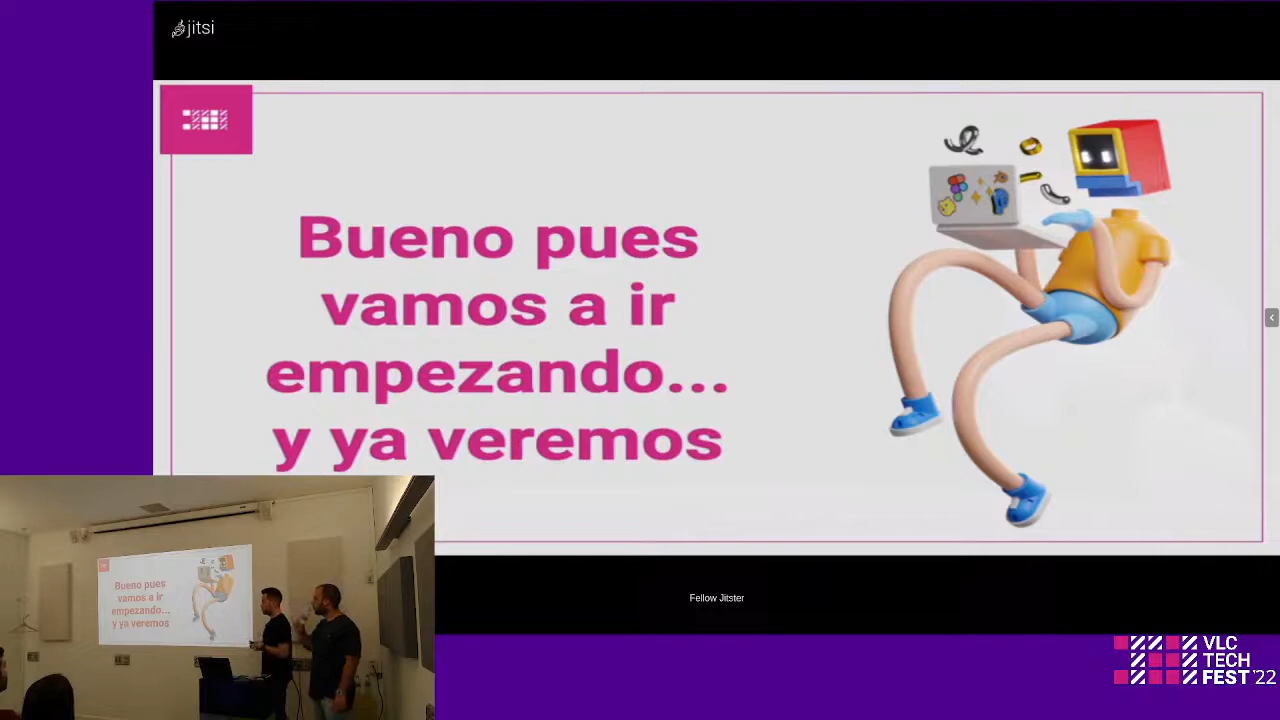 jitsi
Bueno pues
vamos a ir
empezando...
y ya veremos
Bueno pues
vamos a ir
empezando...
y ya veremos
Fellow Jitster
VLC
TECH
FEST'22